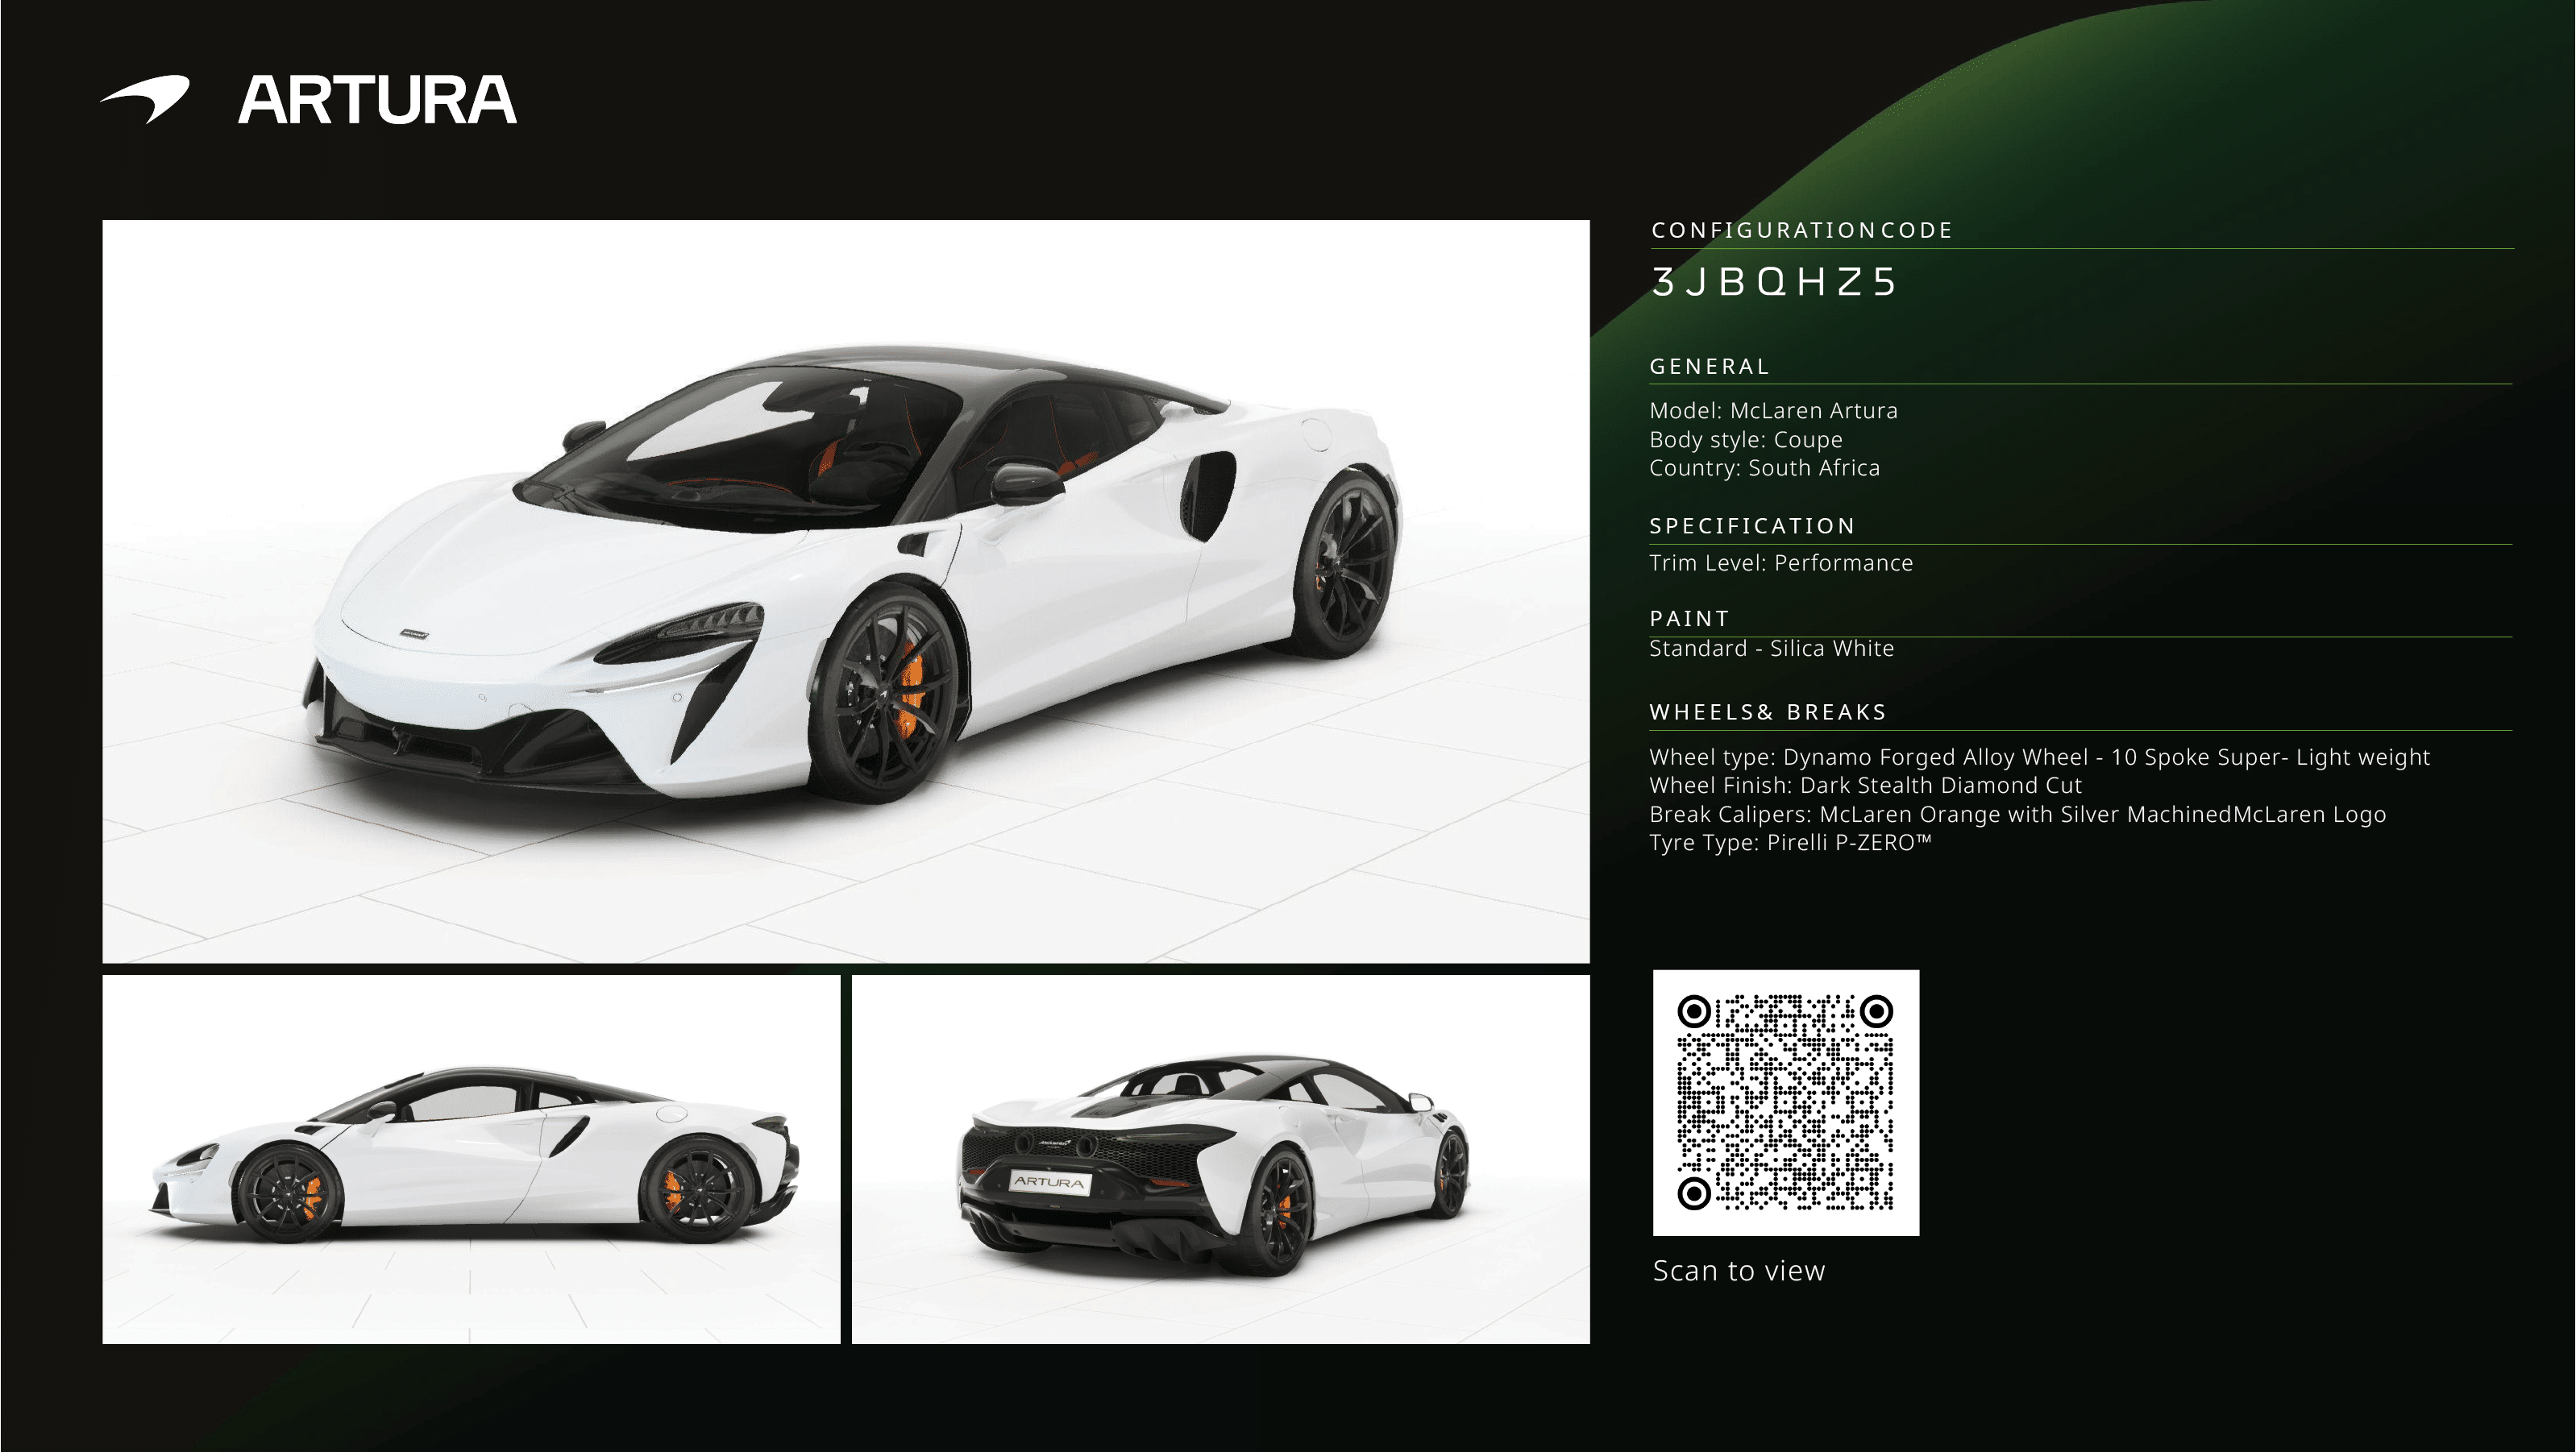 ARTURA
CONFIGURATIONCODE
3JBQHZ5
GENERAL
Model: McLaren Artura
Body style: Coupe
Country: South Africa
SPECIFICATION
Trim Level: Performance
PAINT
Standard - Silica White
WHEELS& BREAKS
Wheel type: Dynamo Forged Alloy Wheel - 10 Spoke Super- Light weight
Wheel Finish: Dark Stealth Diamond Cut
Break Calipers: McLaren Orange with Silver MachinedMcLaren Logo
Tyre Type: Pirelli P-ZERO™
ARTURA
Scan to view